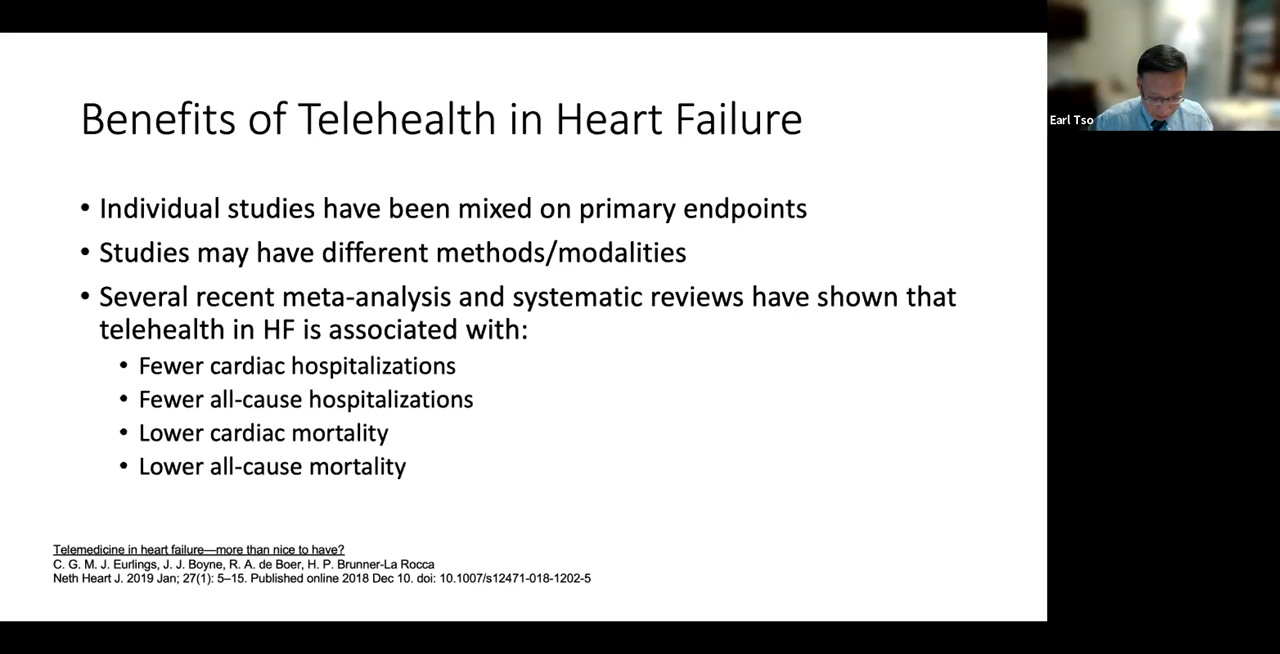 Benefits of Telehealth in Heart Failure
• Individual studies have been mixed on primary endpoints
• Studies may have different methods/modalities
• Several recent meta-analysis and systematic reviews have shown that
telehealth in HF is associated with:
• Fewer cardiac hospitalizations
• Fewer all-cause hospitalizations
• Lower cardiac mortality
• Lower all-cause mortality
Telemedicine in heart failure—more than nice to have?
C. G. M. J. Eurlings, J. J. Boyne, R. A. de Boer, H. P. Brunner-La Rocca
Neth Heart J. 2019 Jan; 27(1): 5–15. Published online 2018 Dec 10. doi: 10.1007/s12471-018-1202-5
Earl Tso